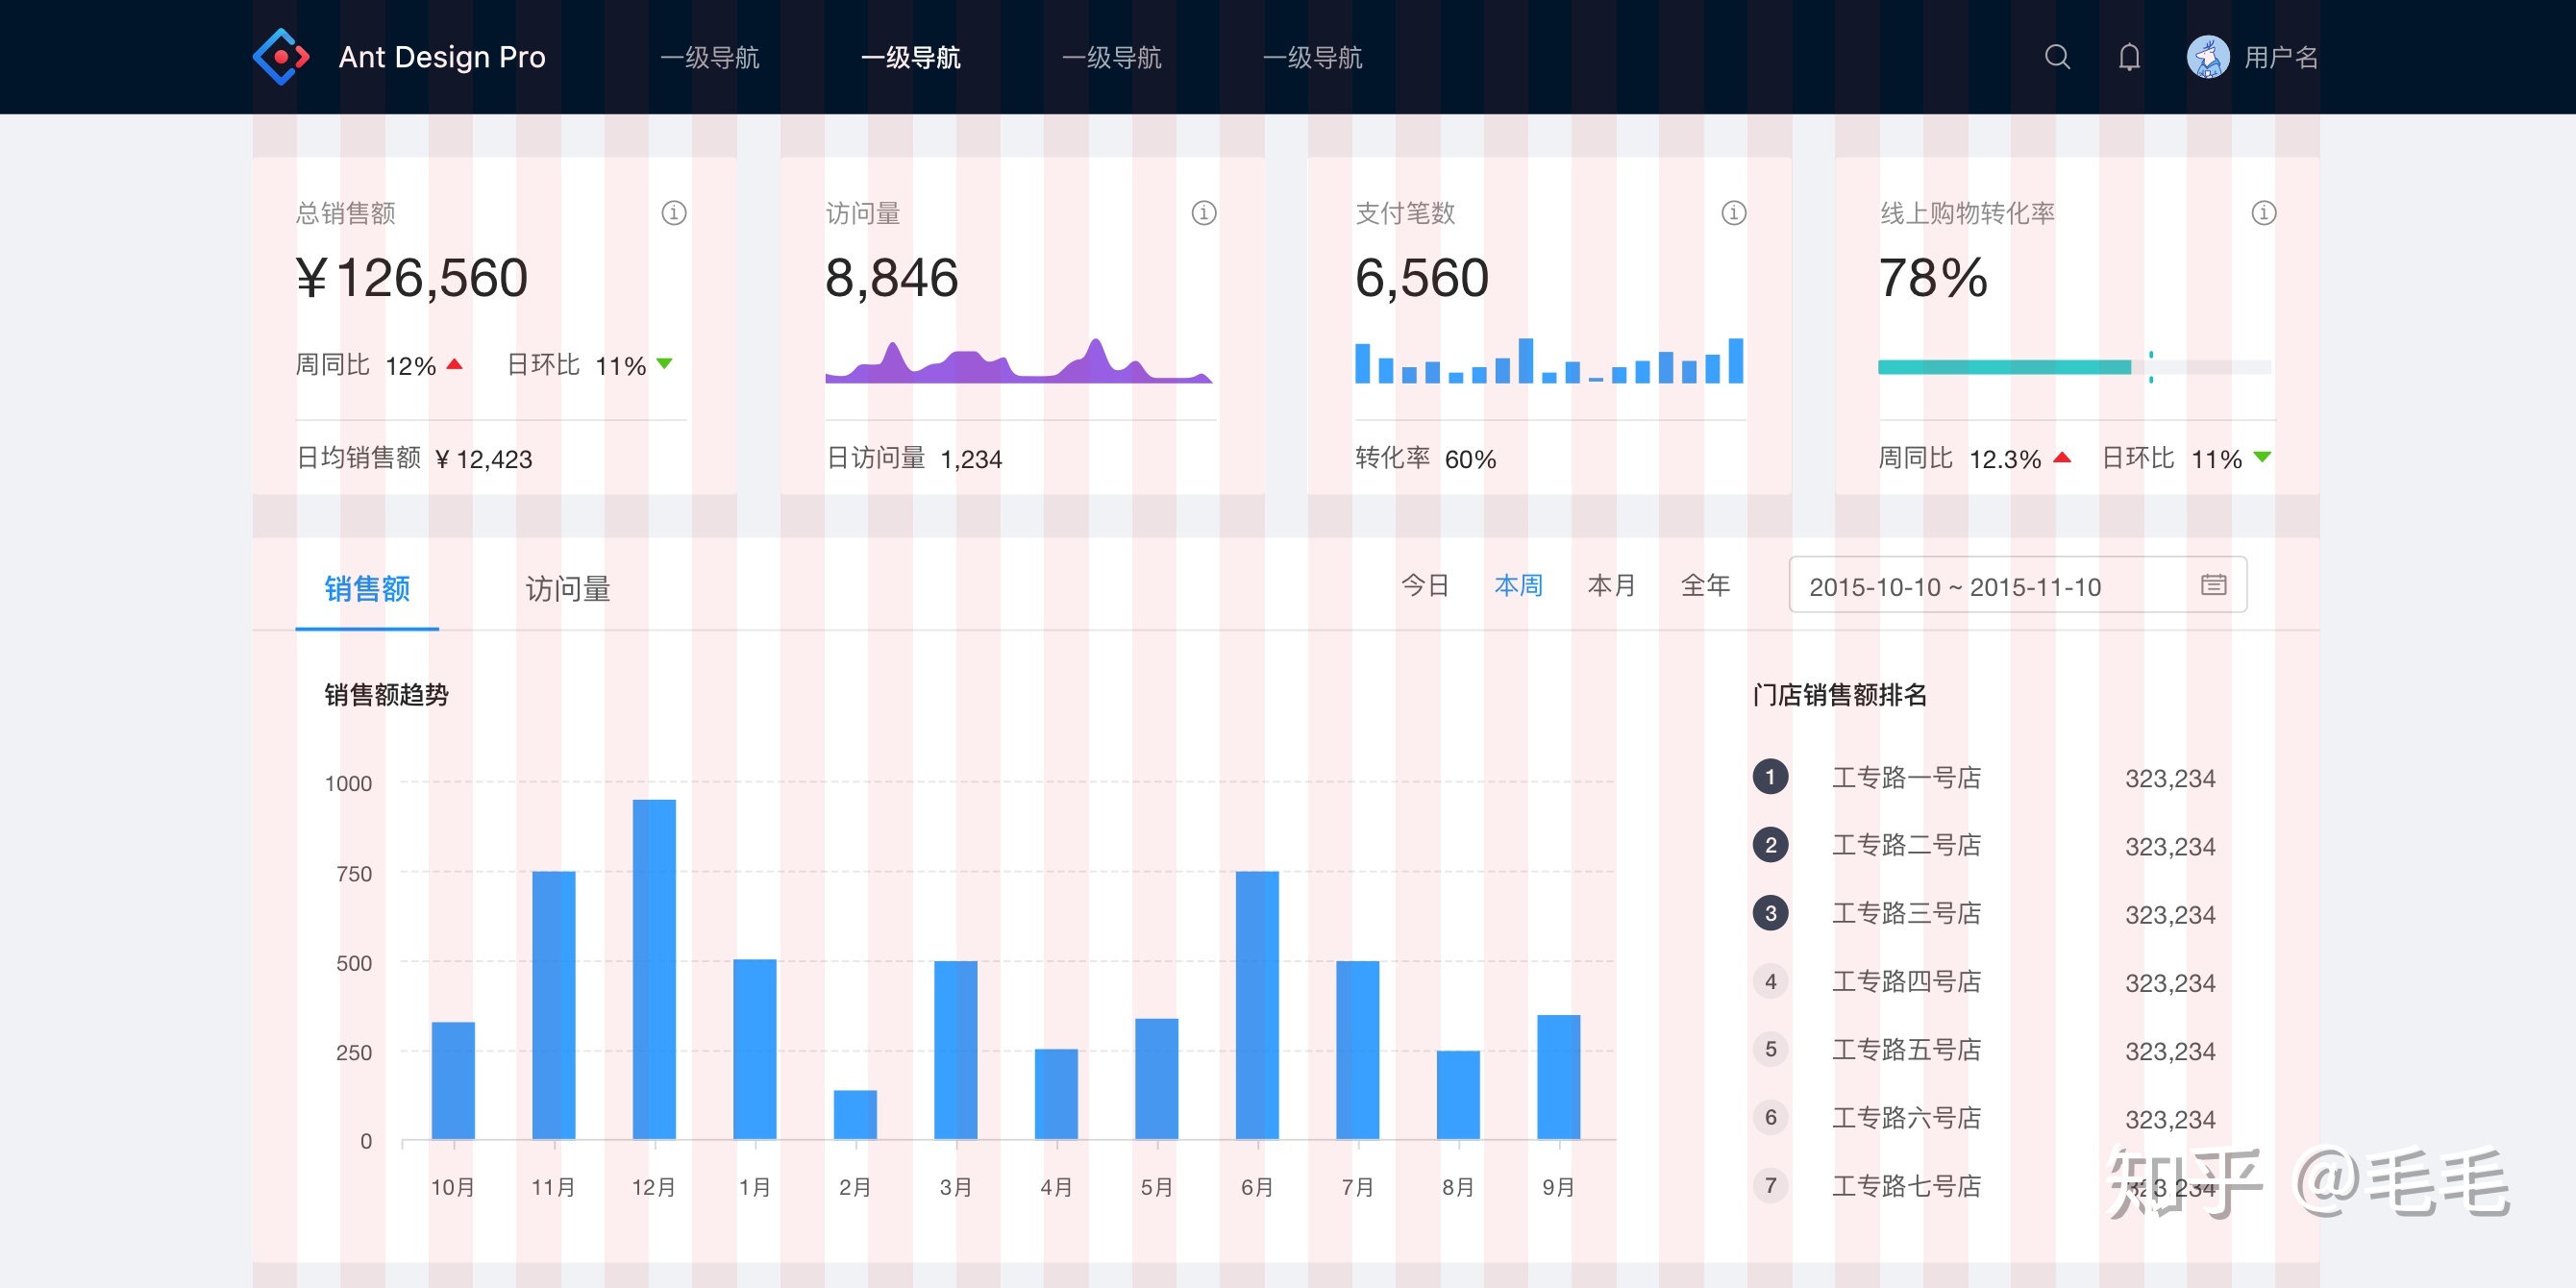 Ant Design Pro 一级导航 一级导航 一级导航 一级导航 用户名
总销售额 访问量 支付笔数 线上购物转化率
¥126,560 8,846 6,560 78%
周同比 12% 日环比 11%
日均销售额 ¥ 12,423 日访问量 1,234 转化率 60% 周同比 12.3% 日环比 11%
销售额 访问量 今日 本周 本月 全年 2015-10-10 ~ 2015-11-10
销售额趋势 门店销售额排名
1000
750
500
250
0
10月 11月 12月 1月 2月 3月 4月 5月 6月 7月 8月 9月
1 工专路一号店 323,234
2 工专路二号店 323,234
3 工专路三号店 323,234
4 工专路四号店 323,234
5 工专路五号店 323,234
6 工专路六号店 323,234
7 工专路七号店 323,234
知乎 @毛毛